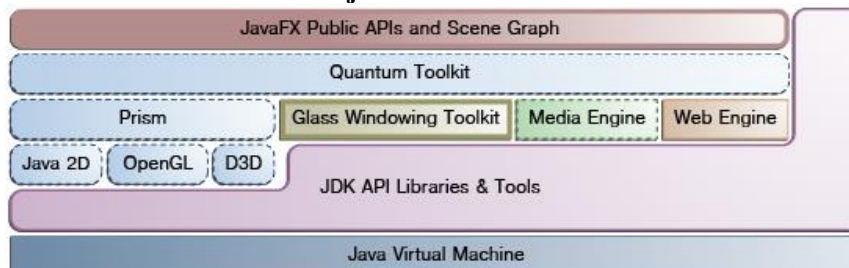 JavaFX Public APIs and Scene Graph
Quantum Toolkit
Prism
Glass Windowing Toolkit
Media Engine
Web Engine
Java 2D
OpenGL
D3D
JDK API Libraries & Tools
Java Virtual Machine